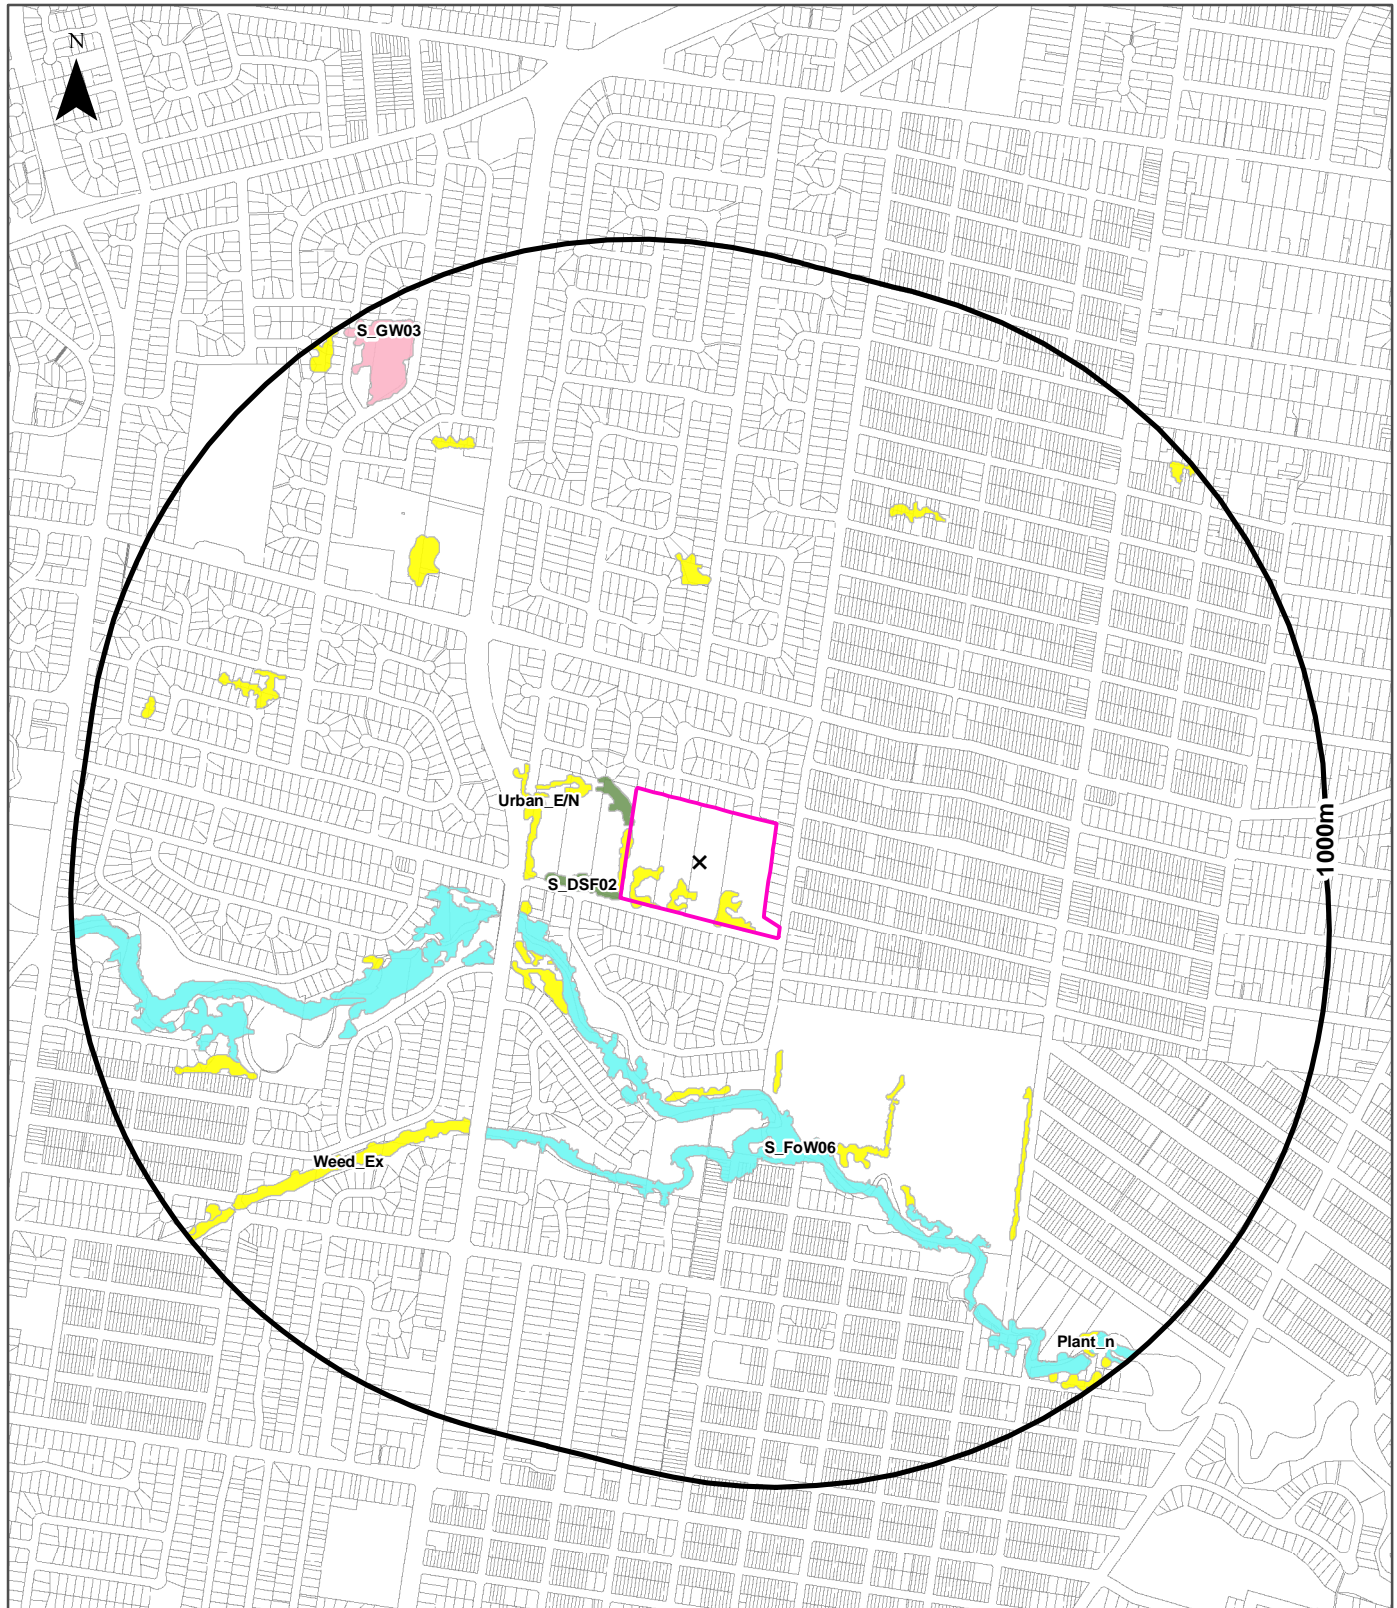 N
S_GW03
Urban_E/N
1000m
S_DSF02
S_FoW06
Weed_Ex
Plant_n